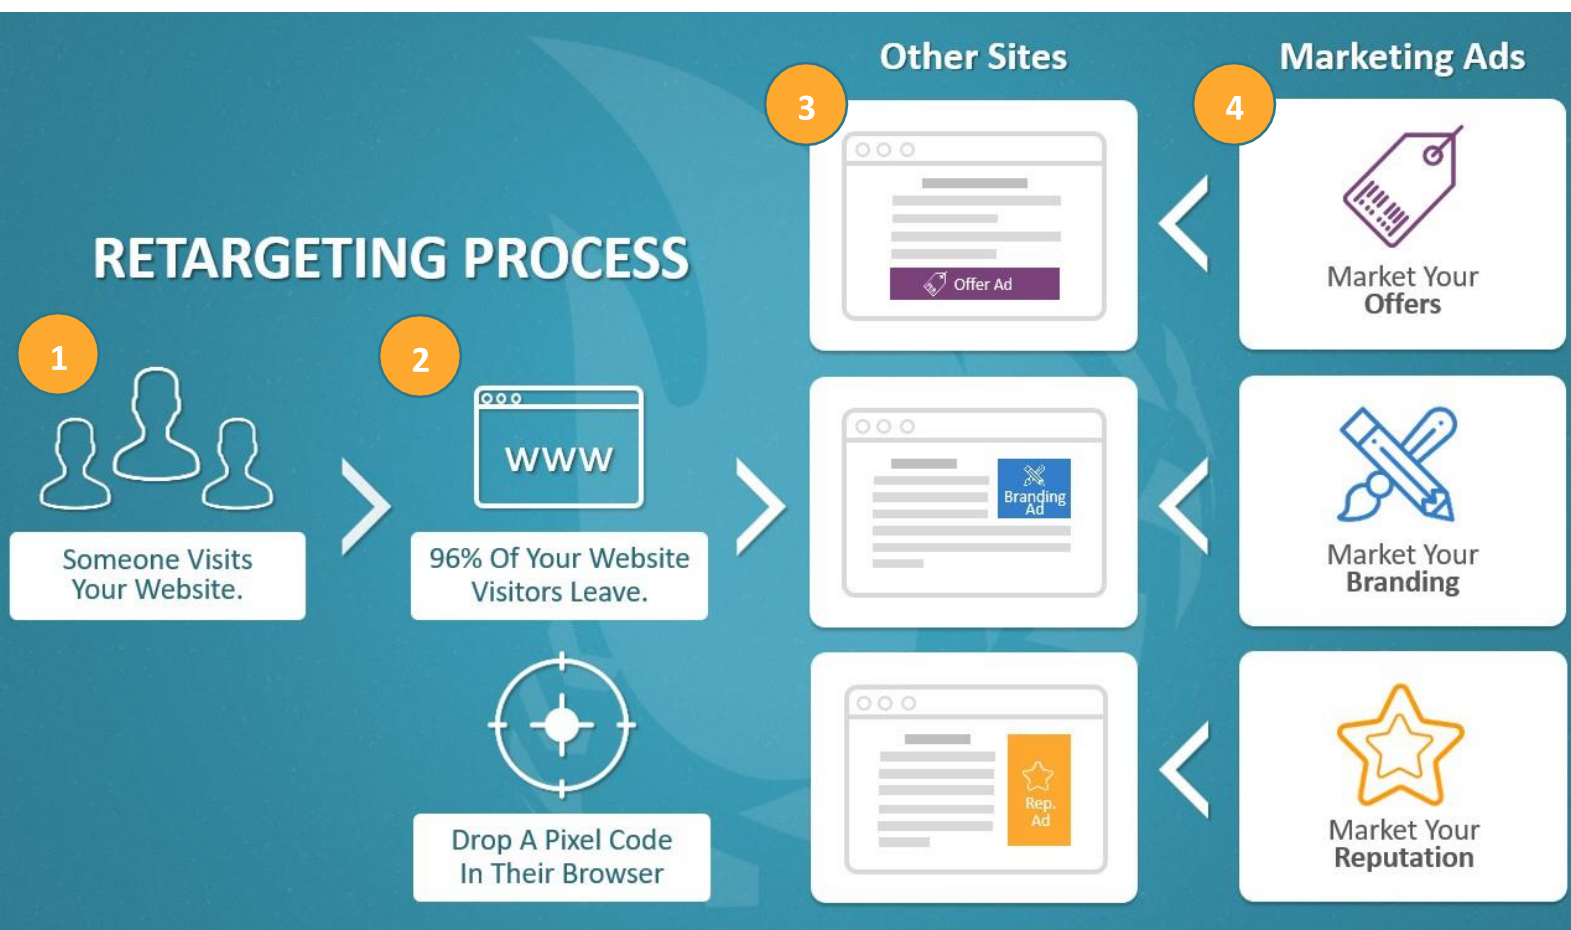 RETARGETING PROCESS
1
Someone Visits
Your Website.
2
WWW
96% Of Your Website
Visitors Leave.
Drop A Pixel Code
In Their Browser
Other Sites
3
Offer Ad
Branding
Ad
Rep.
Ad
Marketing Ads
4
Market Your
Offers
Market Your
Branding
Market Your
Reputation